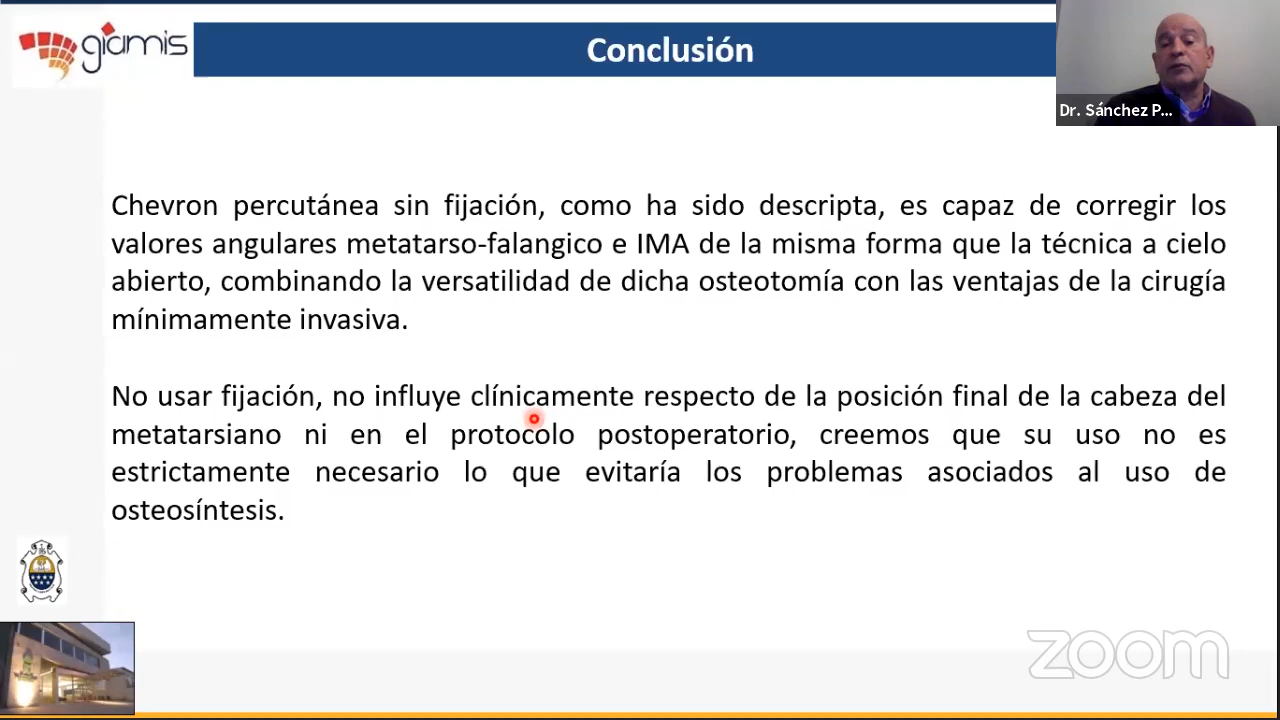 giamis
Conclusión
Dr. Sánchez P...
Chevron percutánea sin fijación, como ha sido descripta, es capaz de corregir los
valores angulares metatarso-falangico e IMA de la misma forma que la técnica a cielo
abierto, combinando la versatilidad de dicha osteotomía con las ventajas de la cirugía
mínimamente invasiva.
No usar fijación, no influye clínicamente respecto de la posición final de la cabeza del
metatarsiano ni en el protocolo postoperatorio, creemos que su uso no es
estrictamente necesario lo que evitaría los problemas asociados al uso de
osteosíntesis.
zoom